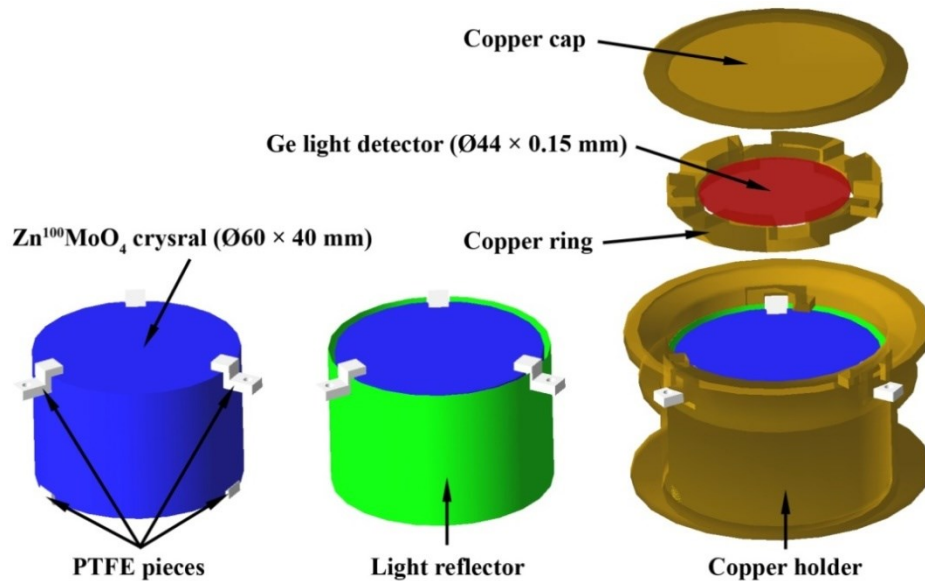 Copper cap
Ge light detector (Ø44 × 0.15 mm)
Zn¹⁰⁰MoO₄ crysral (Ø60 × 40 mm)
Copper ring
PTFE pieces
Light reflector
Copper holder